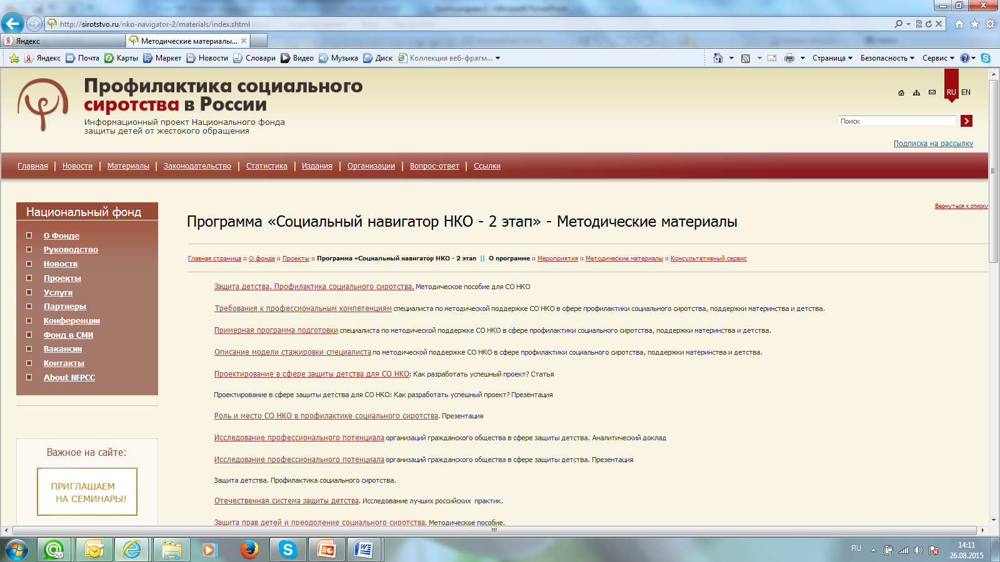 http://sirotstvo.ru/nko-navigator-2/materials/index.shtml
Яндекс
Методические материалы...
Яндекс Почта Карты Маркет Новости Словари Видео Музыка Диск Коллекция веб-фрагм...
Страница Безопасность Сервис
Профилактика социального
сиротства в России
Информационный проект Национального фонда
защиты детей от жестокого обращения
RU EN
Поиск
Подписка на рассылку
Главная | Новости | Материалы | Законодательство | Статистика | Издания | Организации | Вопрос-ответ | Ссылки
Национальный фонд
О Фонде
Руководство
Новости
Проекты
Услуги
Партнеры
Конференции
Фонд в СМИ
Вакансии
Контакты
About NFPCC
Важное на сайте:
ПРИГЛАШАЕМ
НА СЕМИНАРЫ!
Вернуться к списку
Программа «Социальный навигатор НКО - 2 этап» - Методические материалы
Главная страница :: О фонде :: Проекты :: Программа «Социальный навигатор НКО - 2 этап || О программе :: Мероприятия :: Методические материалы :: Консультативный сервис
Защита детства. Профилактика социального сиротства. Методическое пособие для СО НКО
Требования к профессиональным компетенциям специалиста по методической поддержке СО НКО в сфере профилактики социального сиротства, поддержки материнства и детства.
Примерная программа подготовки специалиста по методической поддержке СО НКО в сфере профилактики социального сиротства, поддержки материнства и детства.
Описание модели стажировки специалиста по методической поддержке СО НКО в сфере профилактики социального сиротства, поддержки материнства и детства.
Проектирование в сфере защиты детства для СО НКО: Как разработать успешный проект? Статья
Проектирование в сфере защиты детства для СО НКО: Как разработать успешный проект? Презентация
Роль и место СО НКО в профилактике социального сиротства. Презентация
Исследование профессионального потенциала организаций гражданского общества в сфере защиты детства. Аналитический доклад
Исследование профессионального потенциала организаций гражданского общества в сфере защиты детства. Презентация
Защита детства. Профилактика социального сиротства.
Отечественная система защиты детства. Исследование лучших российских практик.
Защита прав детей и преодоление социального сиротства. Методическое пособие.
RU
14:11
26.08.2015